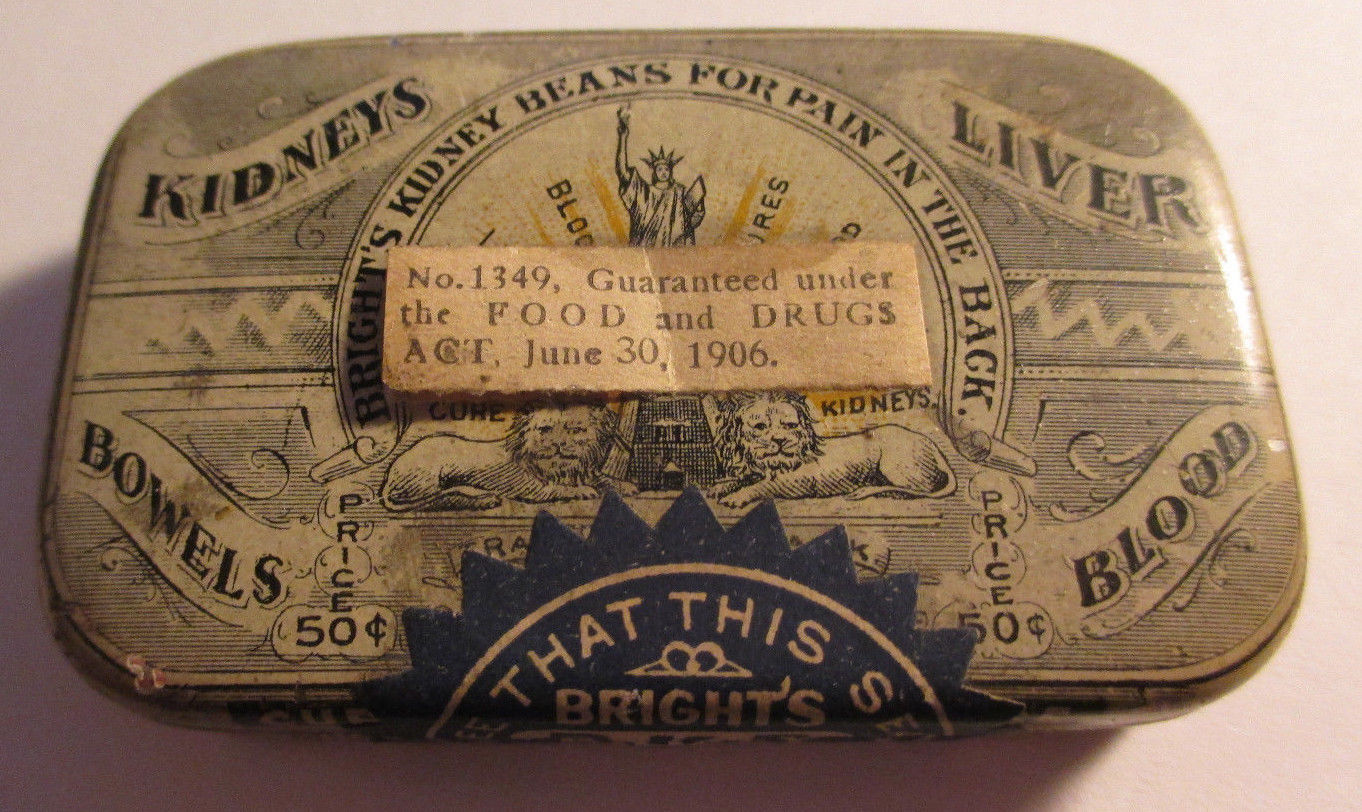 BRIGHT'S KIDNEY BEANS FOR PAIN IN THE BACK.
KIDNEYS
LIVER
No. 1349, Guaranteed under
the FOOD and DRUGS
ACT, June 30, 1906.
CURE
KIDNEYS.
BOWELS
BLOOD
PRICE
50¢
PRICE
50¢
THAT THIS
BRIGHT'S